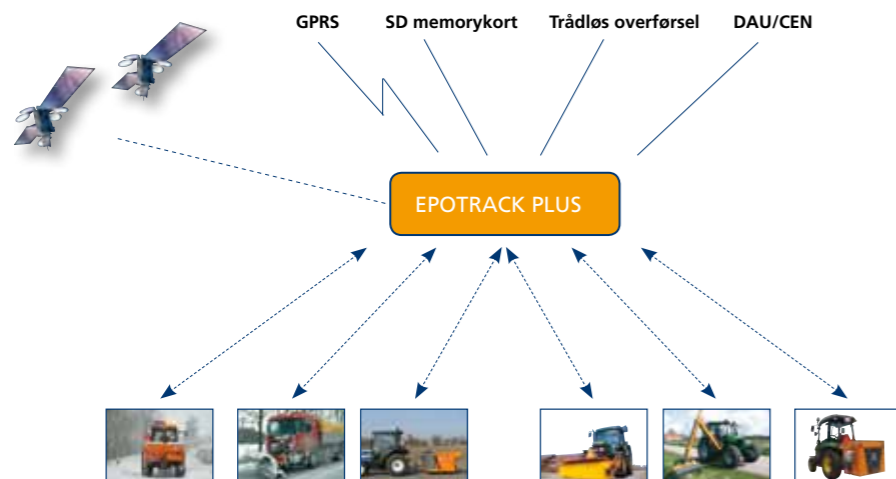 GPRS SD memorykort Trådløs overførsel DAU/CEN
EPOTRACK PLUS